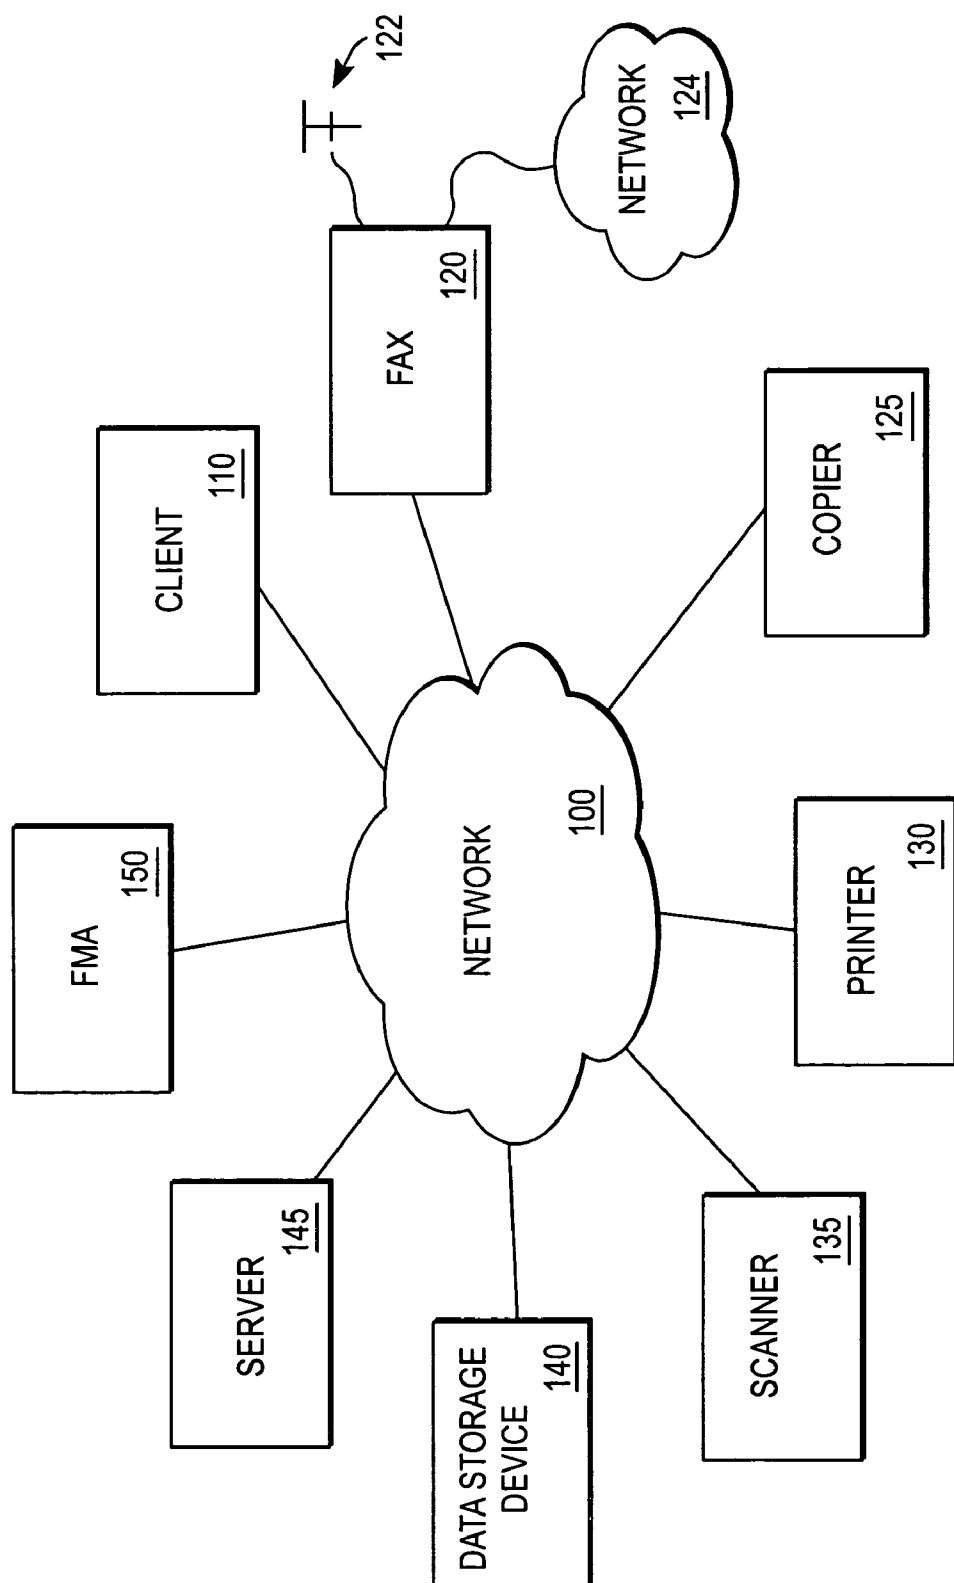 FMA
150
CLIENT
110
SERVER
145
FAX
120
122
NETWORK
124
NETWORK
100
DATA STORAGE
DEVICE
140
COPIER
125
SCANNER
135
PRINTER
130